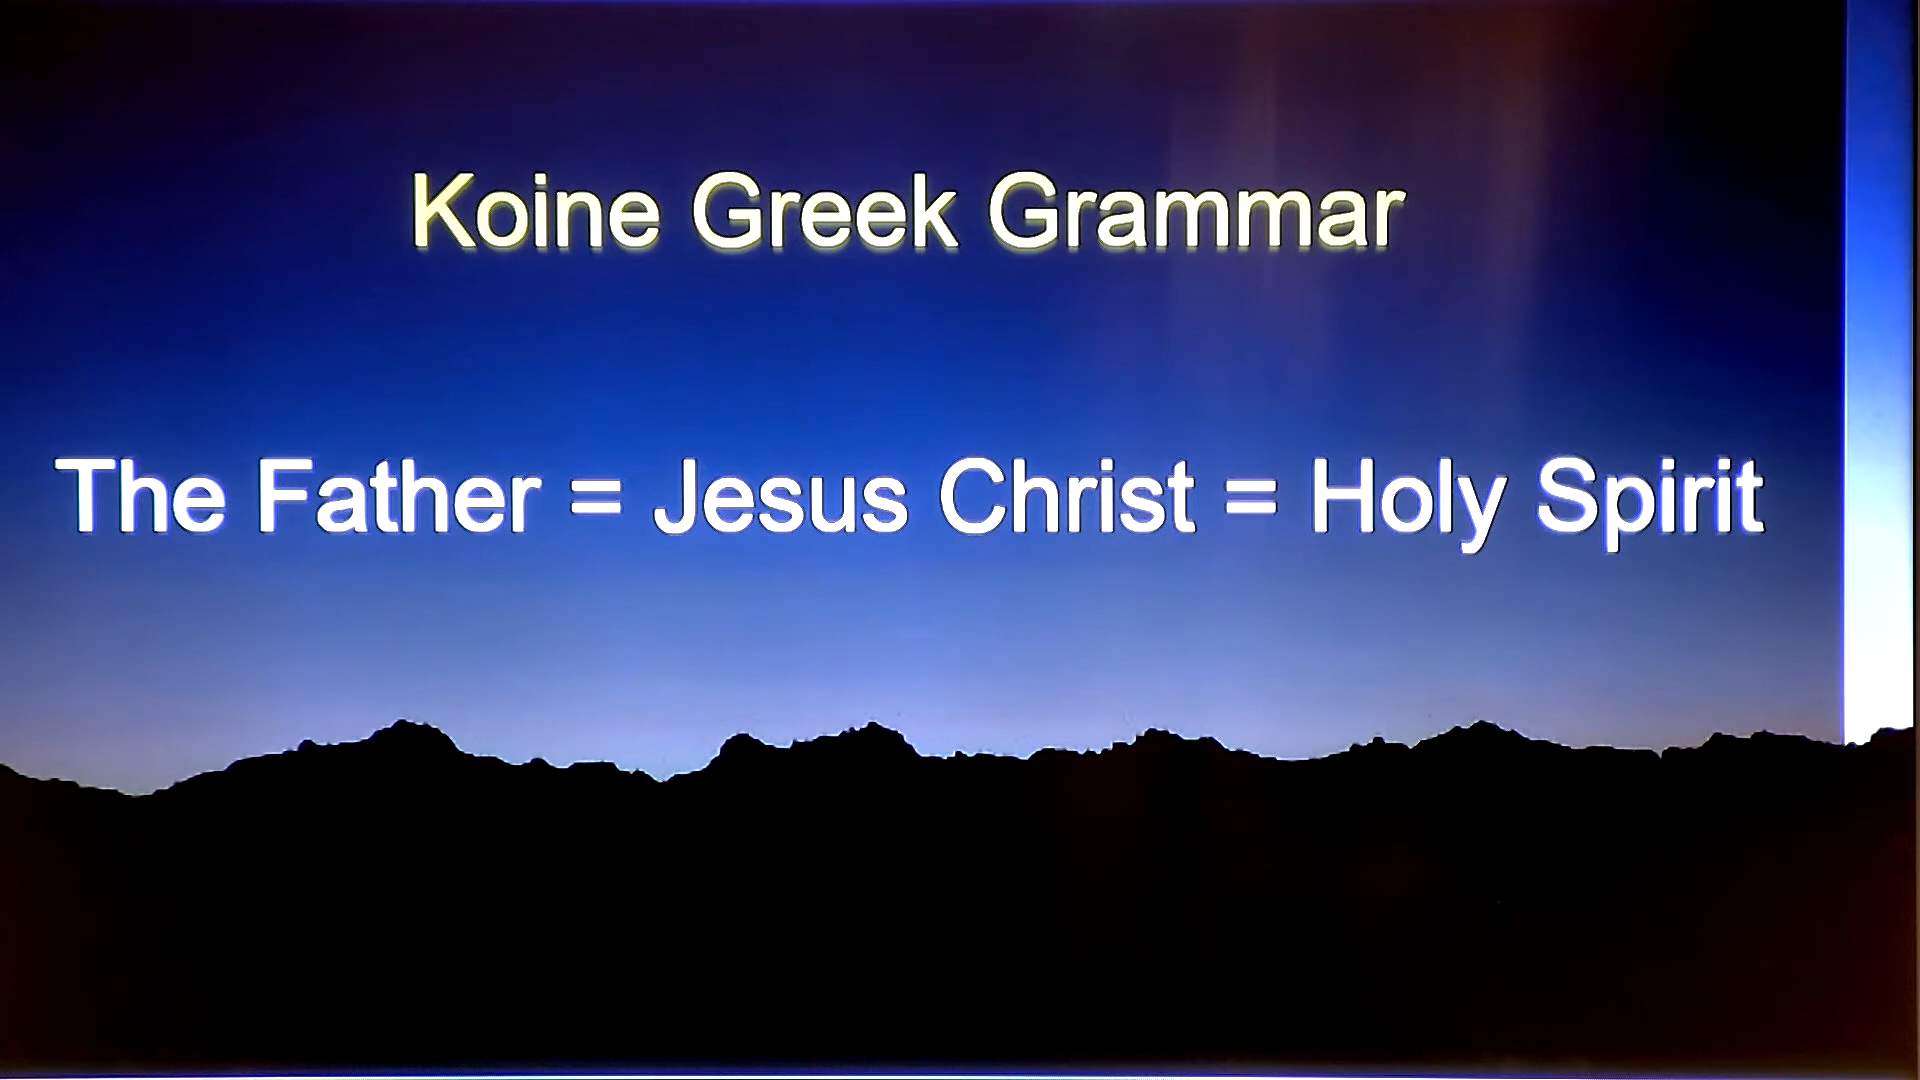 Koine Greek Grammar
The Father = Jesus Christ = Holy Spirit